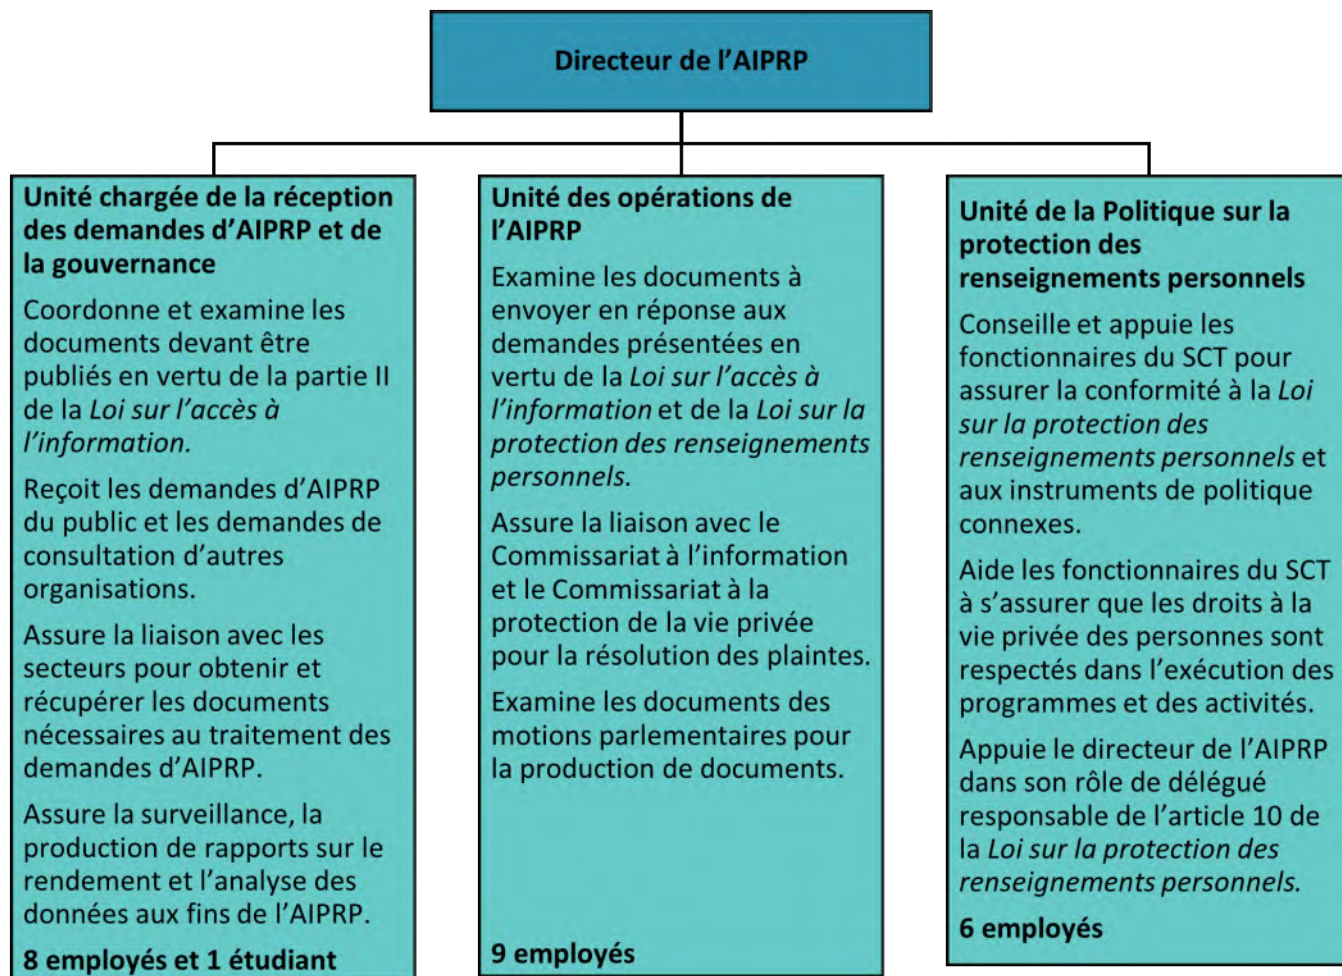 Directeur de l’AIPRP
Unité chargée de la réception
des demandes d’AIPRP et de
la gouvernance
Coordonne et examine les
documents devant être
publiés en vertu de la partie II
de la Loi sur l’accès à
l’information.
Reçoit les demandes d’AIPRP
du public et les demandes de
consultation d’autres
organisations.
Assure la liaison avec les
secteurs pour obtenir et
récupérer les documents
nécessaires au traitement des
demandes d’AIPRP.
Assure la surveillance, la
production de rapports sur le
rendement et l’analyse des
données aux fins de l’AIPRP.
8 employés et 1 étudiant
Unité des opérations de
l’AIPRP
Examine les documents à
envoyer en réponse aux
demandes présentées en
vertu de la Loi sur l’accès à
l’information et de la Loi sur la
protection des renseignements
personnels.
Assure la liaison avec le
Commissariat à l’information
et le Commissariat à la
protection de la vie privée
pour la résolution des plaintes.
Examine les documents des
motions parlementaires pour
la production de documents.
9 employés
Unité de la Politique sur la
protection des
renseignements personnels
Conseille et appuie les
fonctionnaires du SCT pour
assurer la conformité à la Loi
sur la protection des
renseignements personnels et
aux instruments de politique
connexes.
Aide les fonctionnaires du SCT
à s’assurer que les droits à la
vie privée des personnes sont
respectés dans l’exécution des
programmes et des activités.
Appuie le directeur de l’AIPRP
dans son rôle de délégué
responsable de l’article 10 de
la Loi sur la protection des
renseignements personnels.
6 employés